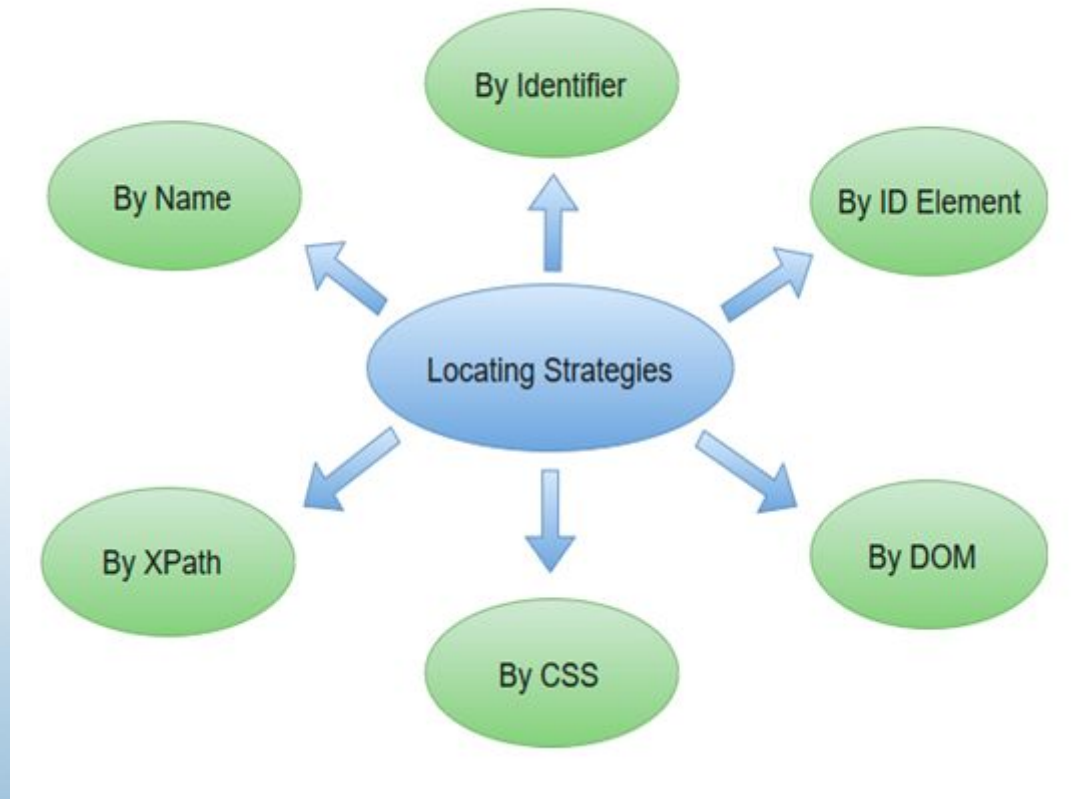 By Identifier
By Name
By ID Element
Locating Strategies
By XPath
By DOM
By CSS